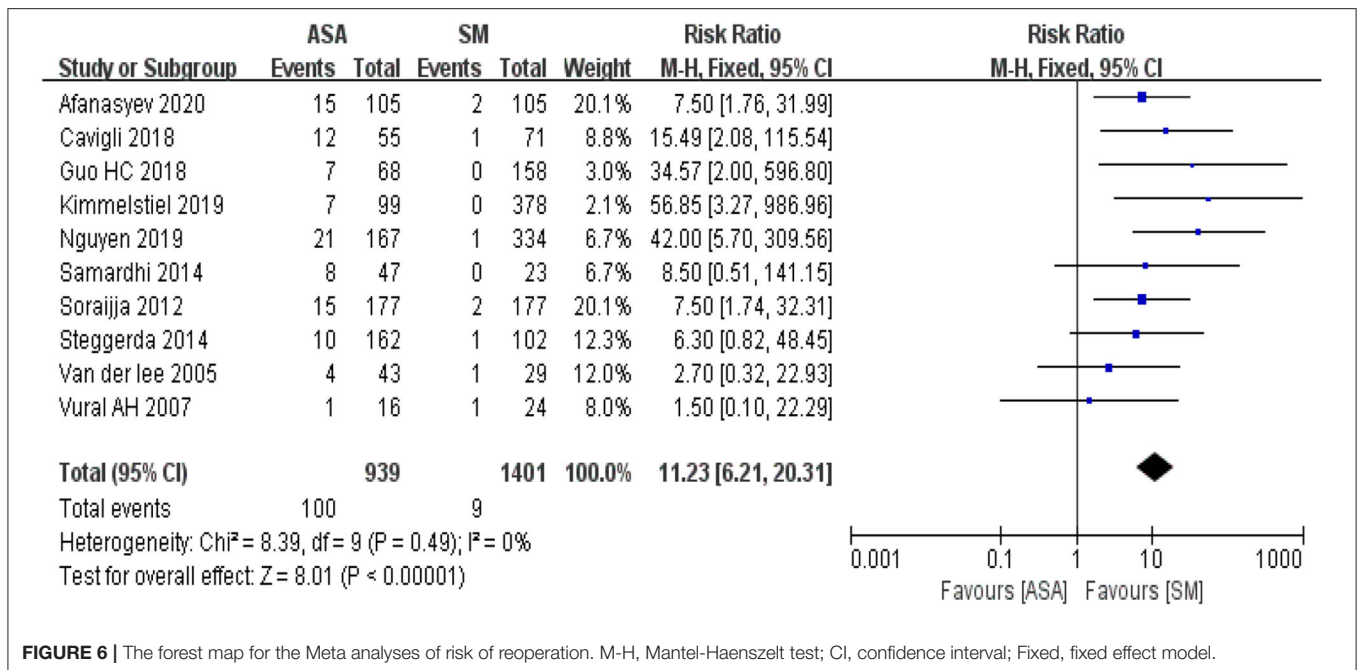 ASA SM Risk Ratio Risk Ratio
Study or Subgroup Events Total Events Total Weight M-H, Fixed, 95% CI M-H, Fixed, 95% CI
Afanasyev 2020 15 105 2 105 20.1% 7.50 [1.76, 31.99]
Cavigli 2018 12 55 1 71 8.8% 15.49 [2.08, 115.54]
Guo HC 2018 7 68 0 158 3.0% 34.57 [2.00, 596.80]
Kimmelstiel 2019 7 99 0 378 2.1% 56.85 [3.27, 986.96]
Nguyen 2019 21 167 1 334 6.7% 42.00 [5.70, 309.56]
Samardhi 2014 8 47 0 23 6.7% 8.50 [0.51, 141.15]
Soraijja 2012 15 177 2 177 20.1% 7.50 [1.74, 32.31]
Steggerda 2014 10 162 1 102 12.3% 6.30 [0.82, 48.45]
Van der lee 2005 4 43 1 29 12.0% 2.70 [0.32, 22.93]
Vural AH 2007 1 16 1 24 8.0% 1.50 [0.10, 22.29]
Total (95% CI) 939 1401 100.0% 11.23 [6.21, 20.31]
Total events 100 9
Heterogeneity: Chi² = 8.39, df = 9 (P = 0.49); I² = 0%
Test for overall effect: Z = 8.01 (P < 0.00001)
0.001 0.1 1 10 1000
Favours [ASA] Favours [SM]
FIGURE 6 | The forest map for the Meta analyses of risk of reoperation. M-H, Mantel-Haenszelt test; CI, confidence interval; Fixed, fixed effect model.